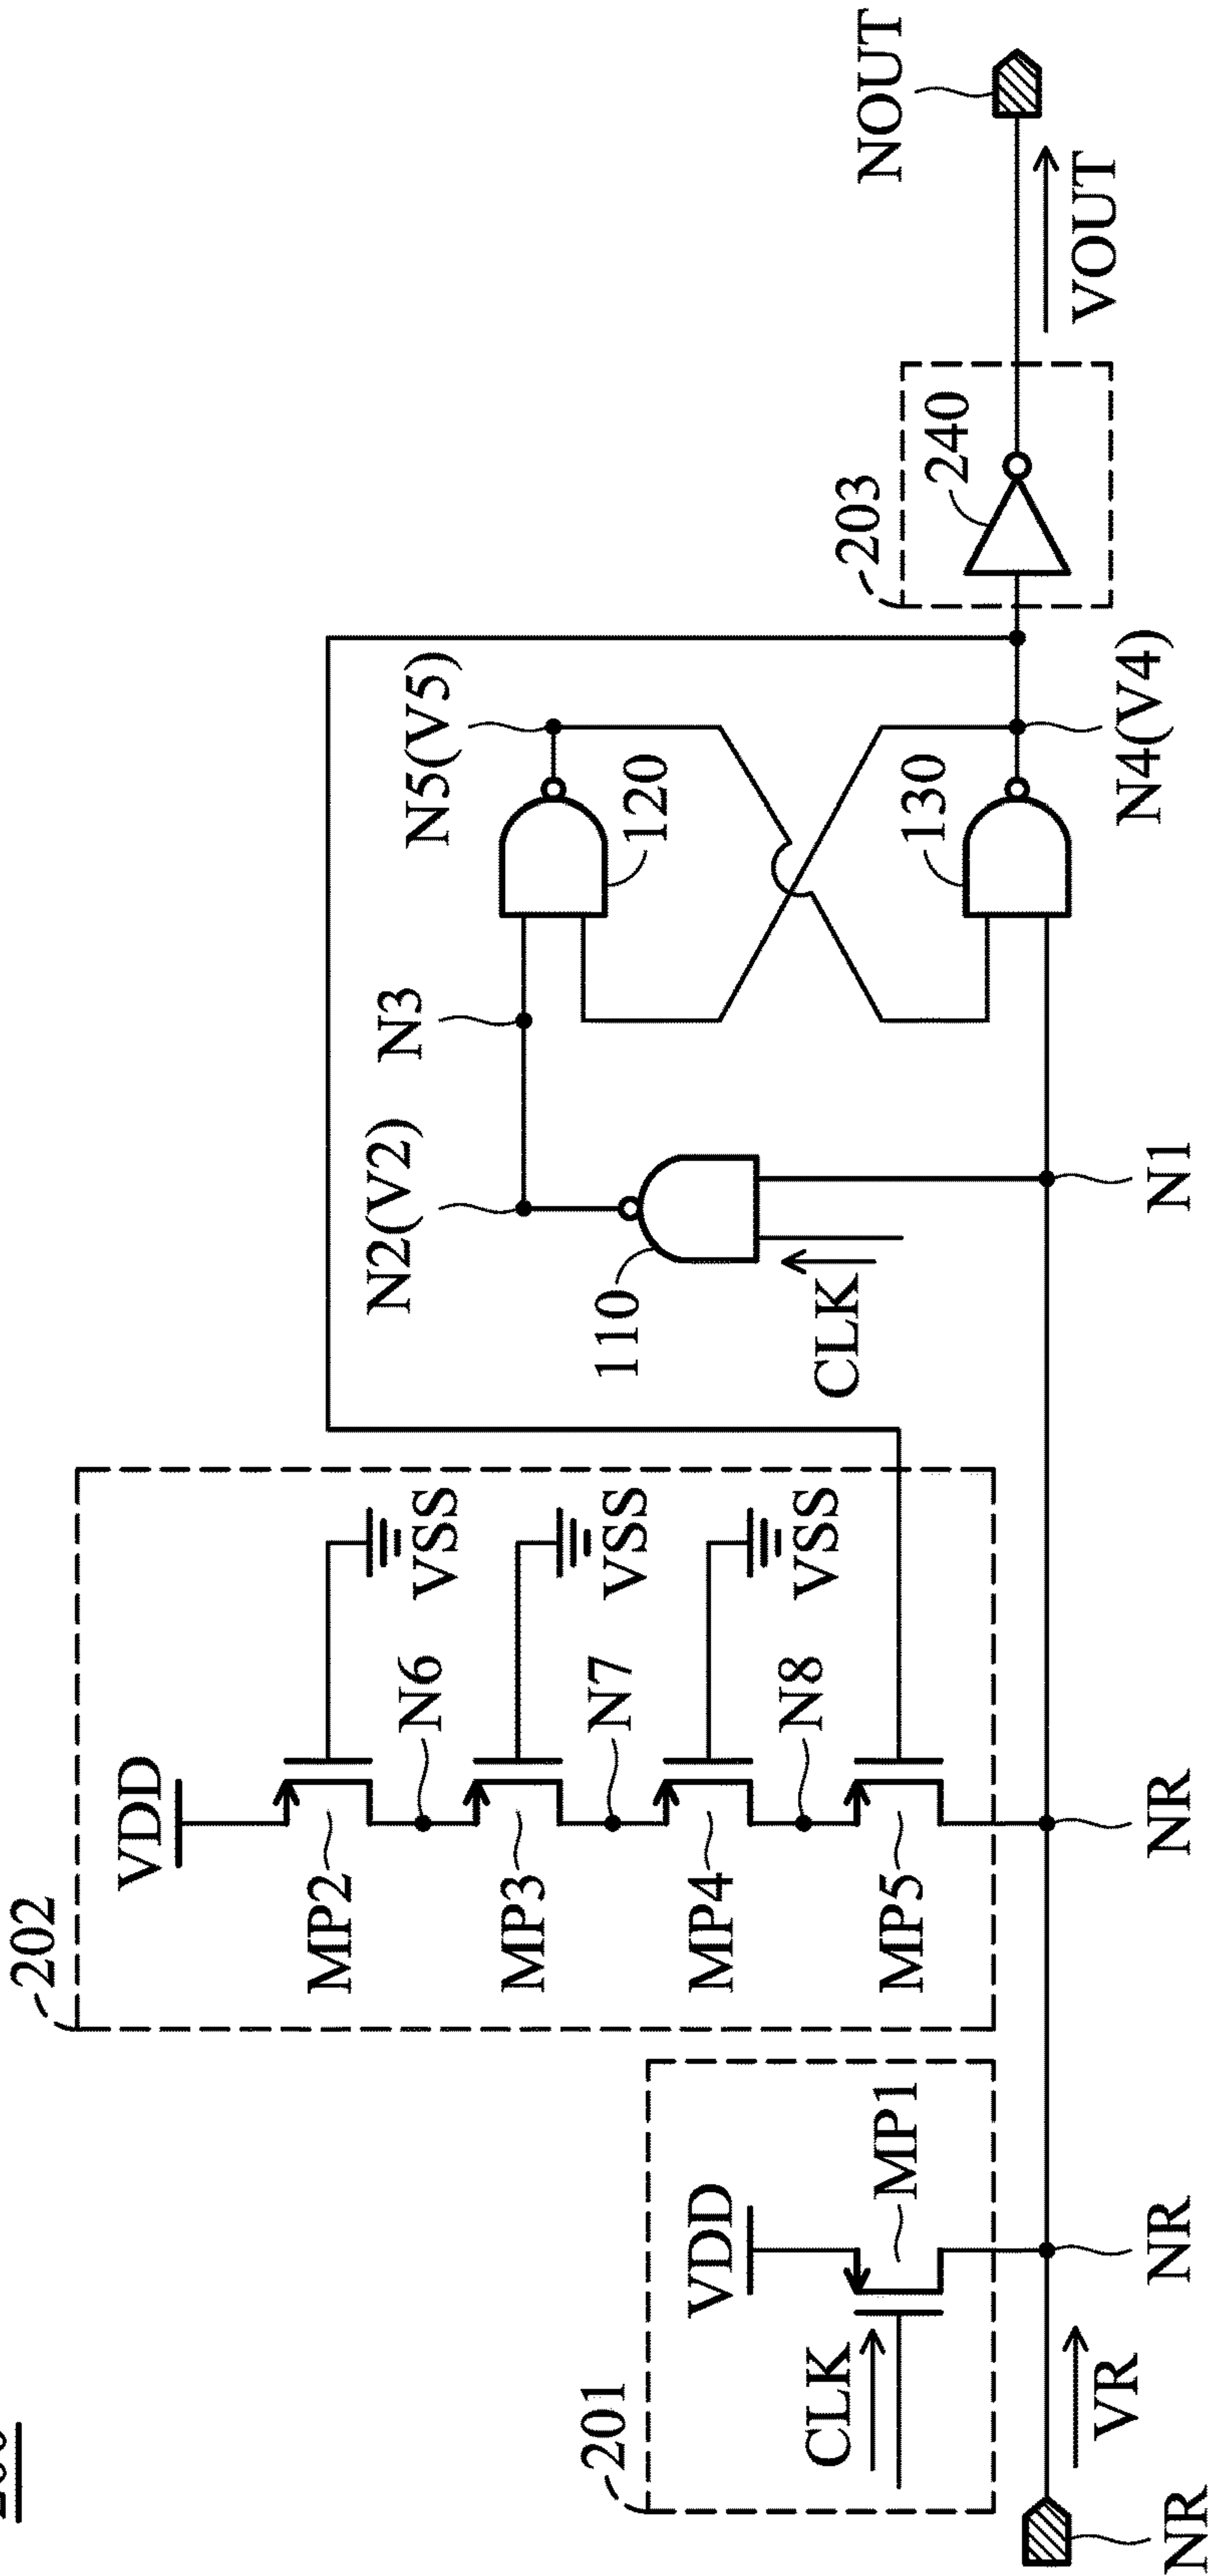 202
VDD
MP2
VSS
N6
MP3
VSS
N7
MP4
VSS
N8
MP5
NR
201
VDD
CLK
MP1
NR
VR
NR
N2(V2)
N3
N5(V5)
110
CLK
120
130
N1
N4(V4)
203
240
NOUT
VOUT